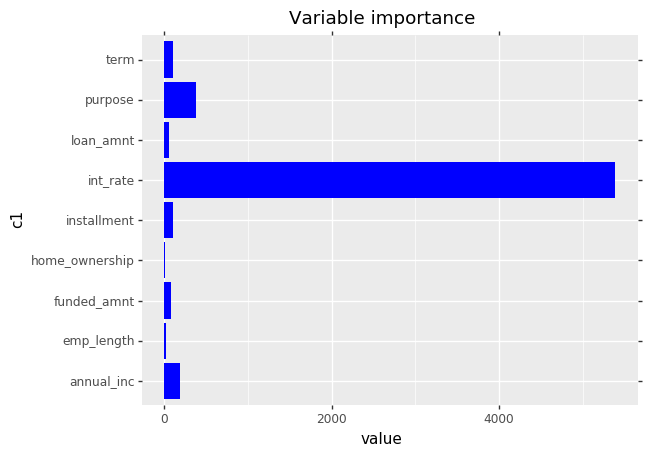 Variable importance
term
purpose
loan_amnt
int_rate
installment
home_ownership
funded_amnt
emp_length
annual_inc
c1
0
2000
4000
value